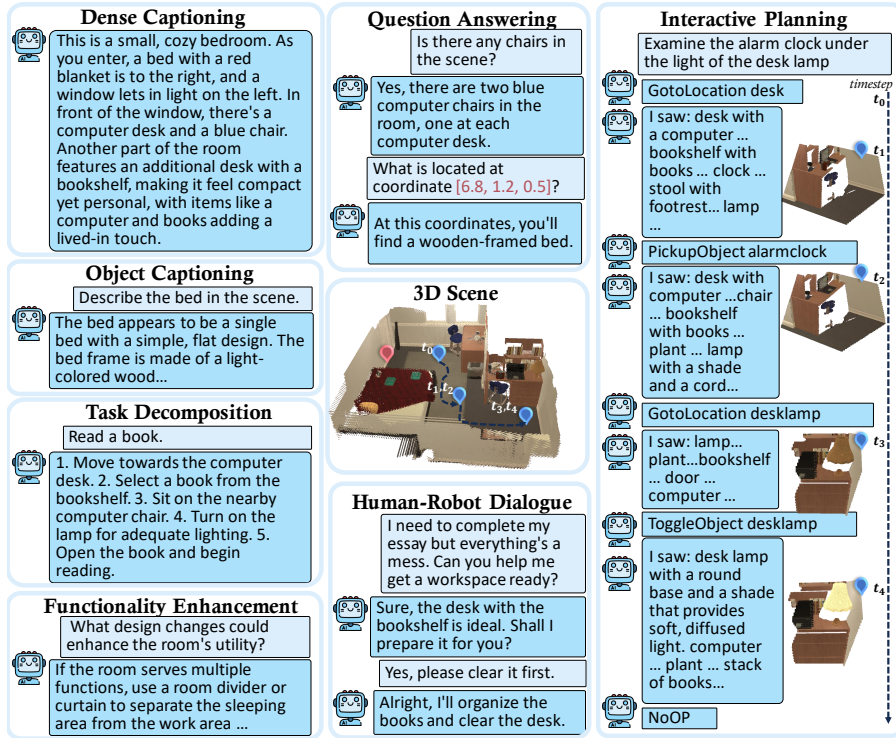 Dense Captioning
This is a small, cozy bedroom. As
you enter, a bed with a red
blanket is to the right, and a
window lets in light on the left. In
front of the window, there's a
computer desk and a blue chair.
Another part of the room
features an additional desk with a
bookshelf, making it feel compact
yet personal, with items like a
computer and books adding a
lived-in touch.
Object Captioning
Describe the bed in the scene.
The bed appears to be a single
bed with a simple, flat design. The
bed frame is made of a light-
colored wood...
Task Decomposition
Read a book.
1. Move towards the computer
desk. 2. Select a book from the
bookshelf. 3. Sit on the nearby
computer chair. 4. Turn on the
lamp for adequate lighting. 5.
Open the book and begin
reading.
Functionality Enhancement
What design changes could
enhance the room's utility?
If the room serves multiple
functions, use a room divider or
curtain to separate the sleeping
area from the work area ...
Question Answering
Is there any chairs in
the scene?
Yes, there are two blue
computer chairs in the
room, one at each
computer desk.
What is located at
coordinate [6.8, 1.2, 0.5]?
At this coordinates, you'll
find a wooden-framed bed.
3D Scene
t0
t1,t2
t3,t4
Human-Robot Dialogue
I need to complete my
essay but everything's a
mess. Can you help me
get a workspace ready?
Sure, the desk with the
bookshelf is ideal. Shall I
prepare it for you?
Yes, please clear it first.
Alright, I'll organize the
books and clear the desk.
Interactive Planning
Examine the alarm clock under
the light of the desk lamp
timestep
GotoLocation desk
t0
I saw: desk with
a computer ...
bookshelf with
books ... clock ...
stool with
footrest... lamp
...
t1
PickupObject alarmclock
I saw: desk with
computer ...chair
... bookshelf
with books ...
plant ... lamp
with a shade
and a cord...
t2
GotoLocation desklamp
I saw: lamp...
plant...bookshelf
... door ...
computer ...
t3
ToggleObject desklamp
I saw: desk lamp
with a round
base and a shade
that provides
soft, diffused
light. computer
... plant ... stack
of books...
t4
NoOP